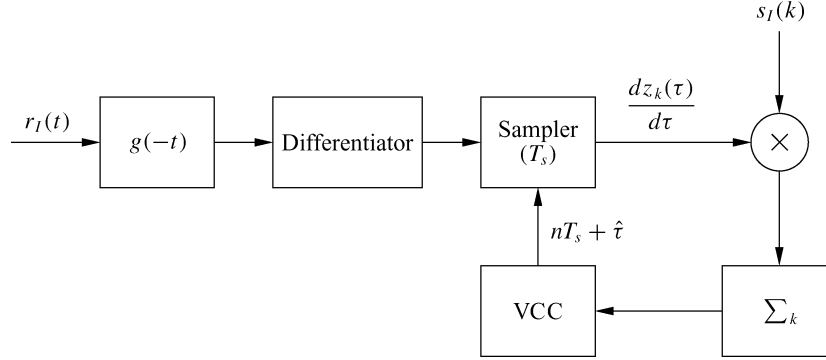 s_I(k)
r_I(t)
g(−t)
Differentiator
Sampler
(T_s)
dz_k(τ)
dτ
×
nT_s + τ̂
VCC
∑_k